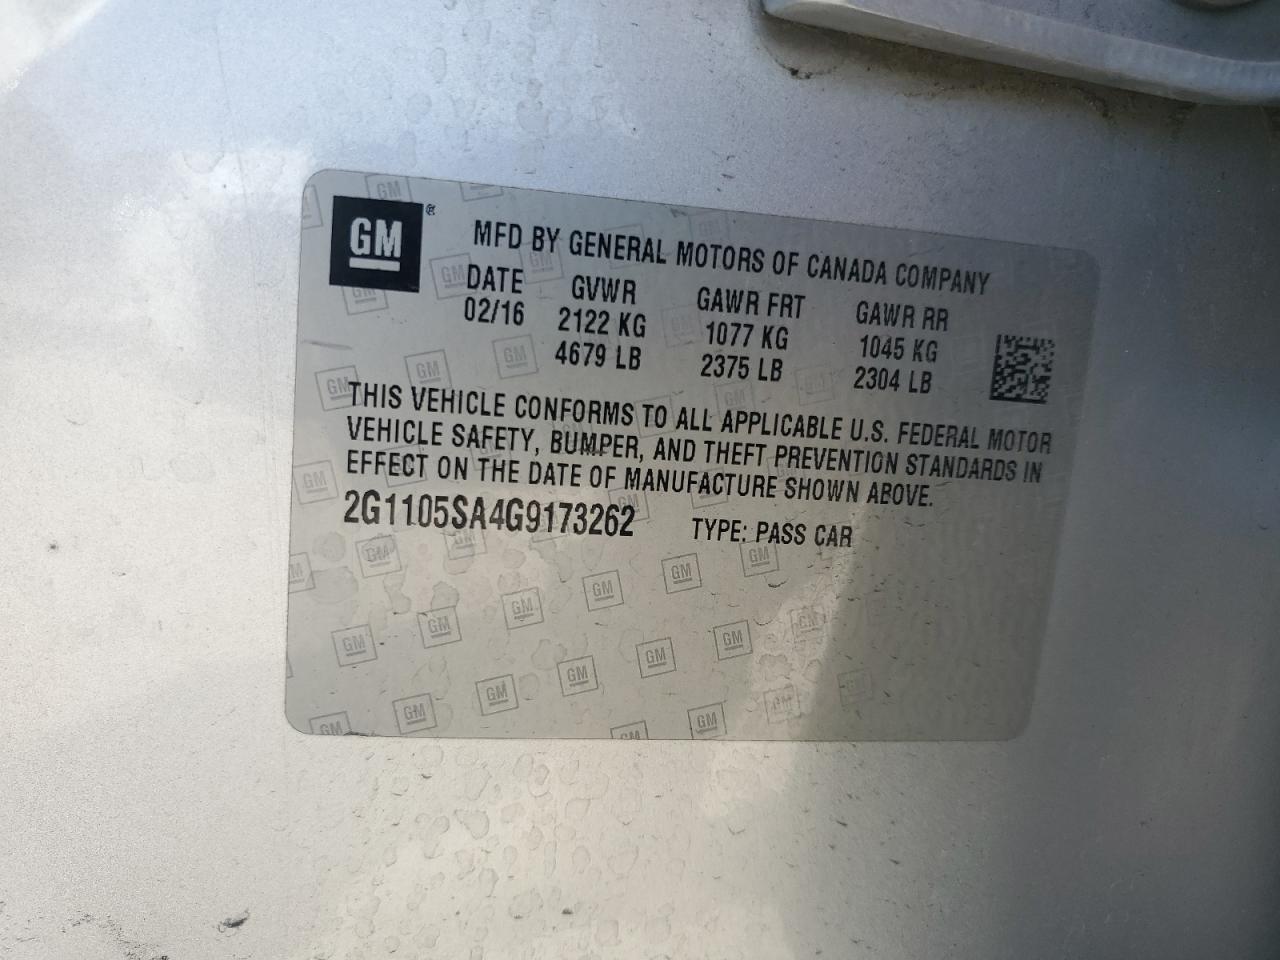 GM®
MFD BY GENERAL MOTORS OF CANADA COMPANY
DATE GVWR GAWR FRT GAWR RR
02/16 2122 KG 1077 KG 1045 KG
4679 LB 2375 LB 2304 LB
THIS VEHICLE CONFORMS TO ALL APPLICABLE U.S. FEDERAL MOTOR
VEHICLE SAFETY, BUMPER, AND THEFT PREVENTION STANDARDS IN
EFFECT ON THE DATE OF MANUFACTURE SHOWN ABOVE.
2G1105SA4G9173262 TYPE: PASS CAR